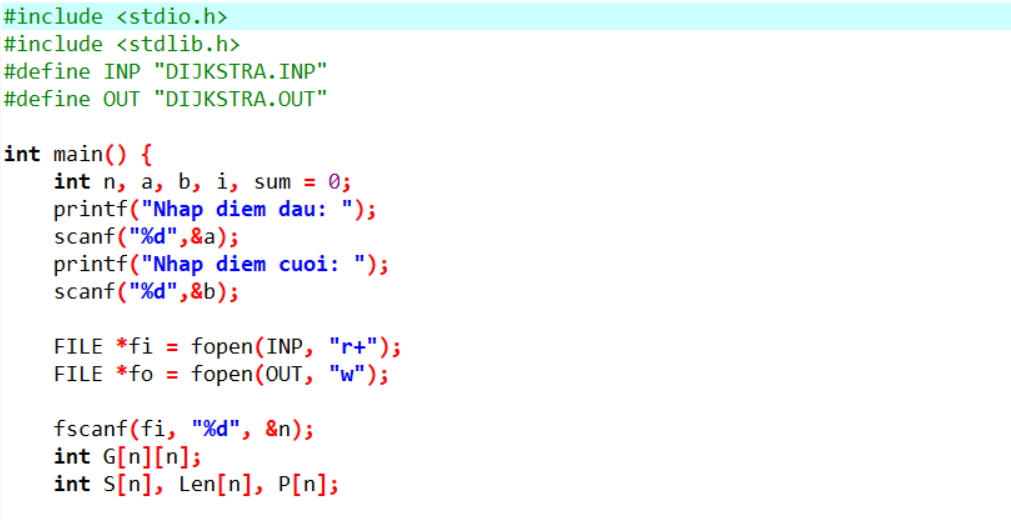 #include <stdio.h>
#include <stdlib.h>
#define INP "DIJKSTRA.INP"
#define OUT "DIJKSTRA.OUT"
int main() {
int n, a, b, i, sum = 0;
printf("Nhap diem dau: ");
scanf("%d",&a);
printf("Nhap diem cuoi: ");
scanf("%d",&b);
FILE *fi = fopen(INP, "r+");
FILE *fo = fopen(OUT, "w");
fscanf(fi, "%d", &n);
int G[n][n];
int S[n], Len[n], P[n];